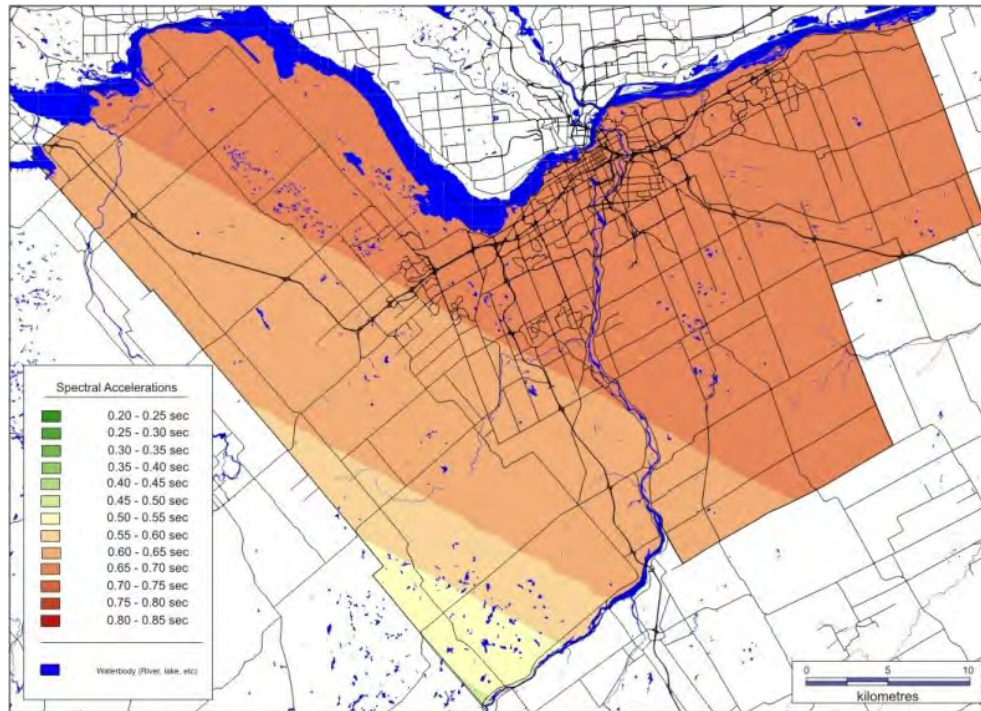 Spectral Accelerations
0.20 - 0.25 sec
0.25 - 0.30 sec
0.30 - 0.35 sec
0.35 - 0.40 sec
0.40 - 0.45 sec
0.45 - 0.50 sec
0.50 - 0.55 sec
0.55 - 0.60 sec
0.60 - 0.65 sec
0.65 - 0.70 sec
0.70 - 0.75 sec
0.75 - 0.80 sec
0.80 - 0.85 sec
Waterbody (River, lake, etc)
0 5 10
kilometres